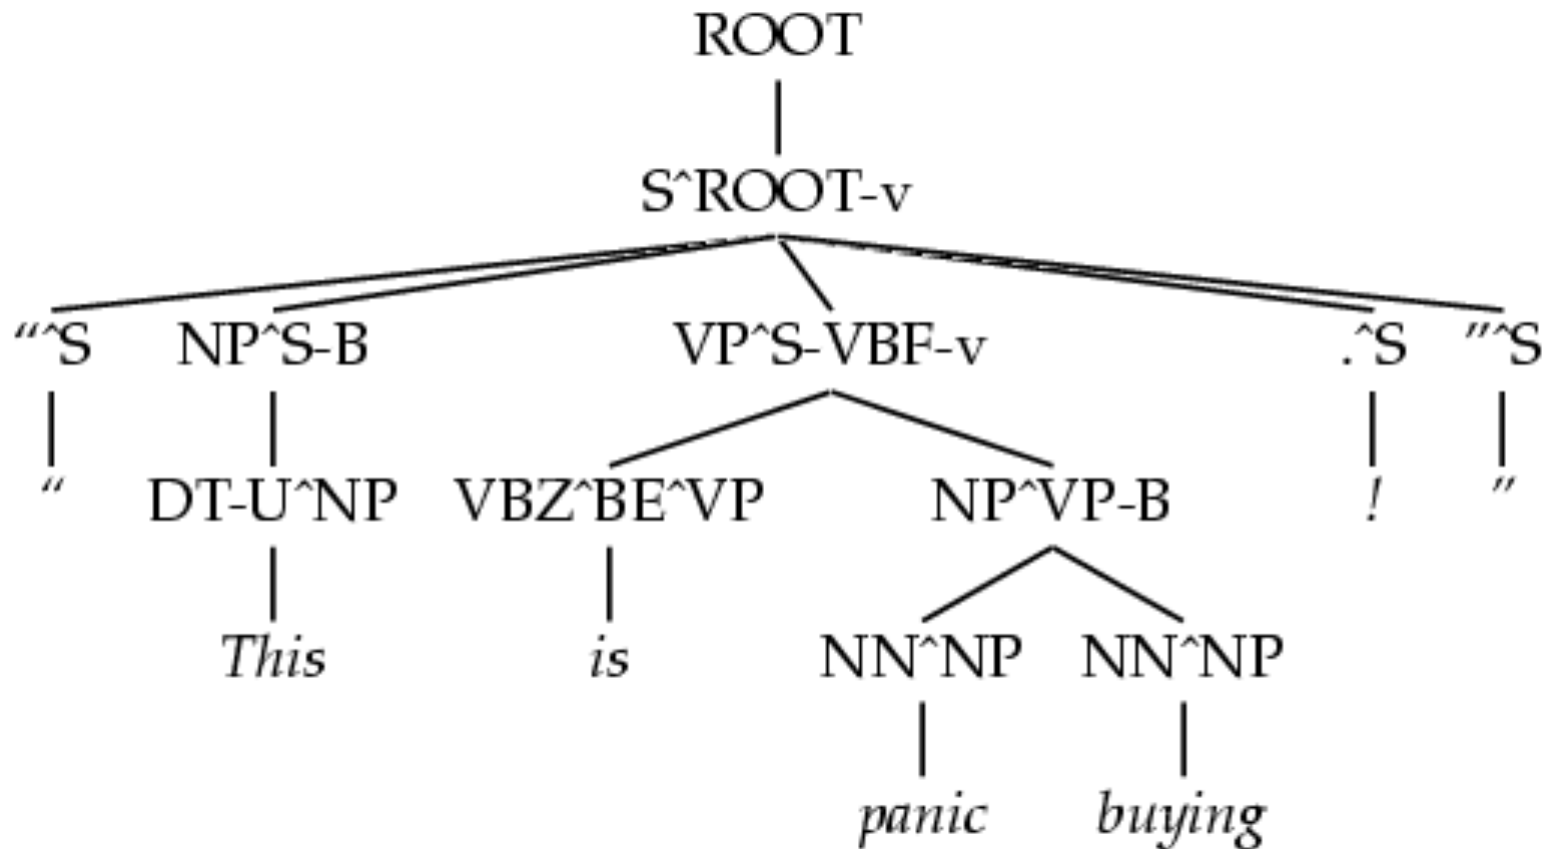 ROOT
S^ROOT-v
“^S NP^S-B VP^S-VBF-v .^S ”^S
“ DT-U^NP VBZ^BE^VP NP^VP-B ! ”
This is NN^NP NN^NP
panic buying